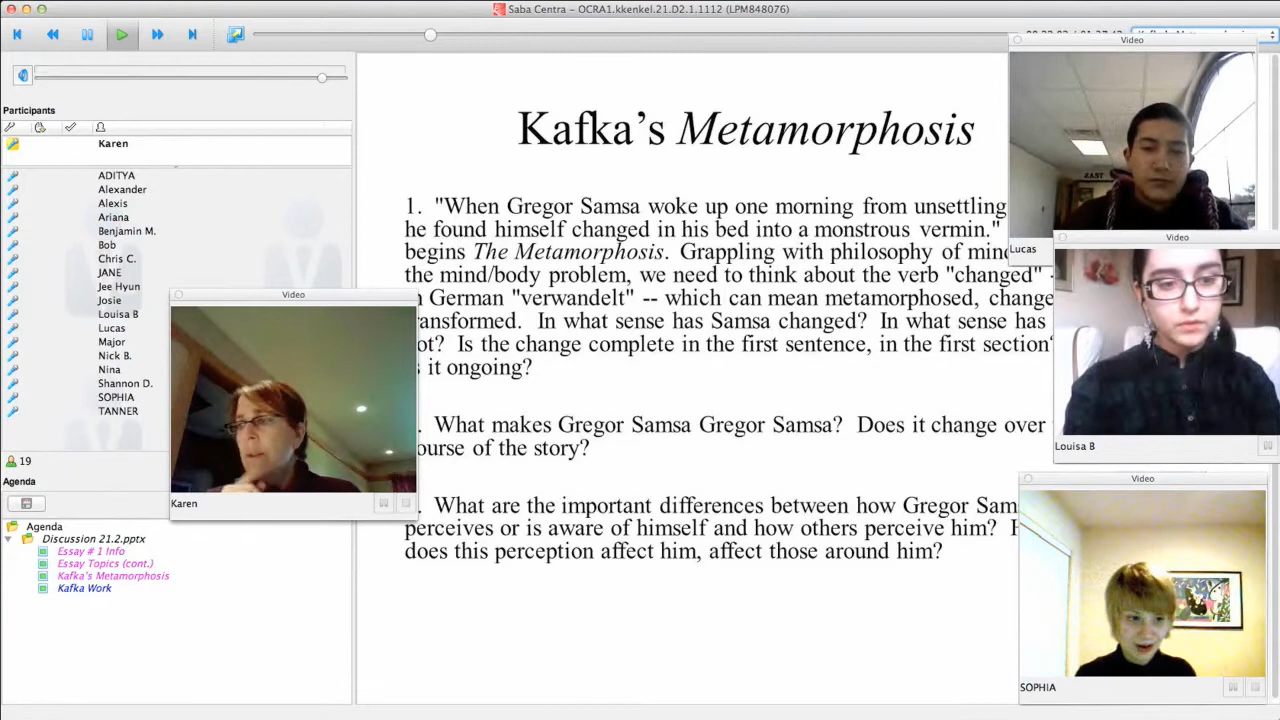 Saba Centra – OCRA1.kkenkel.21.D2.1.1112 (LPM848076)
Participants
Karen
ADITYA
Alexander
Alexis
Ariana
Benjamin M.
Bob
Chris C.
JANE
Jee Hyun
Josie
Louisa B
Lucas
Major
Nick B.
Nina
Shannon D.
SOPHIA
TANNER
19
Agenda
Agenda
Discussion 21.2.pptx
Essay # 1 Info
Essay Topics (cont.)
Kafka's Metamorphosis
Kafka Work
Video
Karen
Kafka's Metamorphosis
1. "When Gregor Samsa woke up one morning from unsettling
he found himself changed in his bed into a monstrous vermin."
begins The Metamorphosis. Grappling with philosophy of
the mind/body problem, we need to think about the verb "changed"
German "verwandelt" -- which can mean metamorphosed,
In what sense has Samsa changed? In what sense has
Is the change complete in the first sentence, in the first section?
it ongoing?
What makes Gregor Samsa Gregor Samsa? Does it change over
of the story?
What are the important differences between how Gregor
perceives or is aware of himself and how others perceive him?
does this perception affect him, affect those around him?
Video
Lucas
Video
Louisa B
Video
SOPHIA